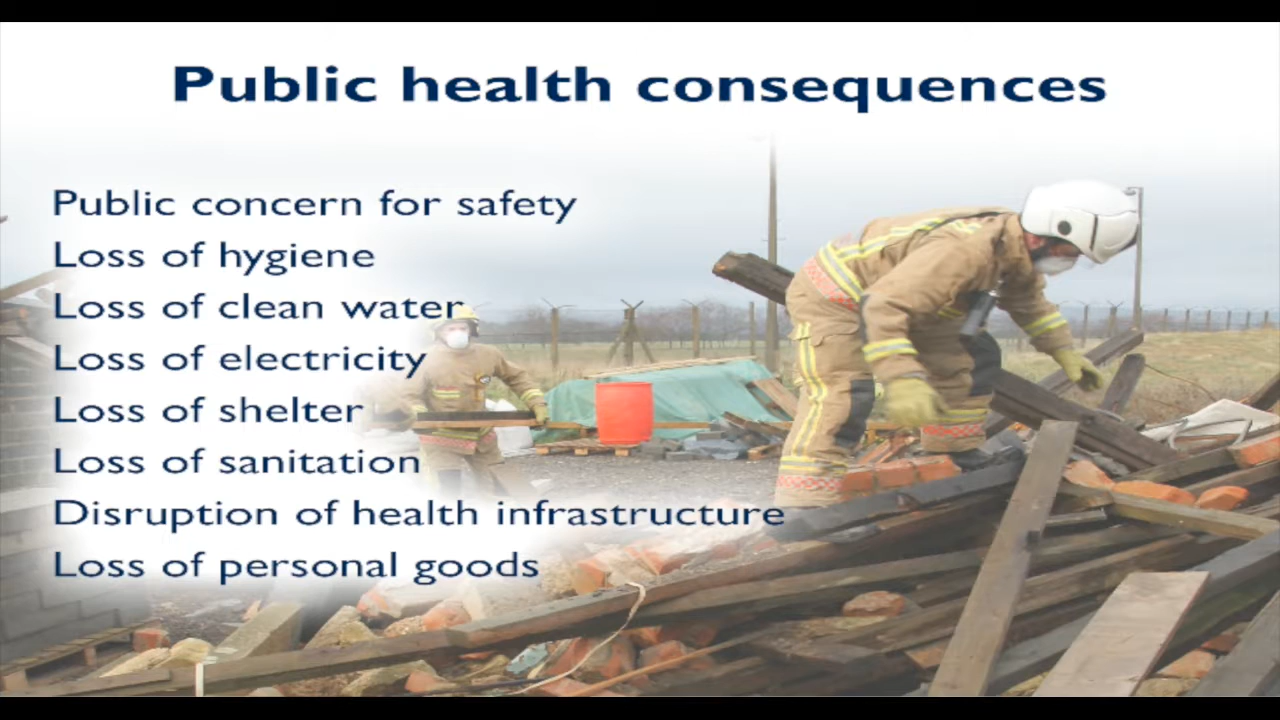 Public health consequences
Public concern for safety
Loss of hygiene
Loss of clean water
Loss of electricity
Loss of shelter
Loss of sanitation
Disruption of health infrastructure
Loss of personal goods